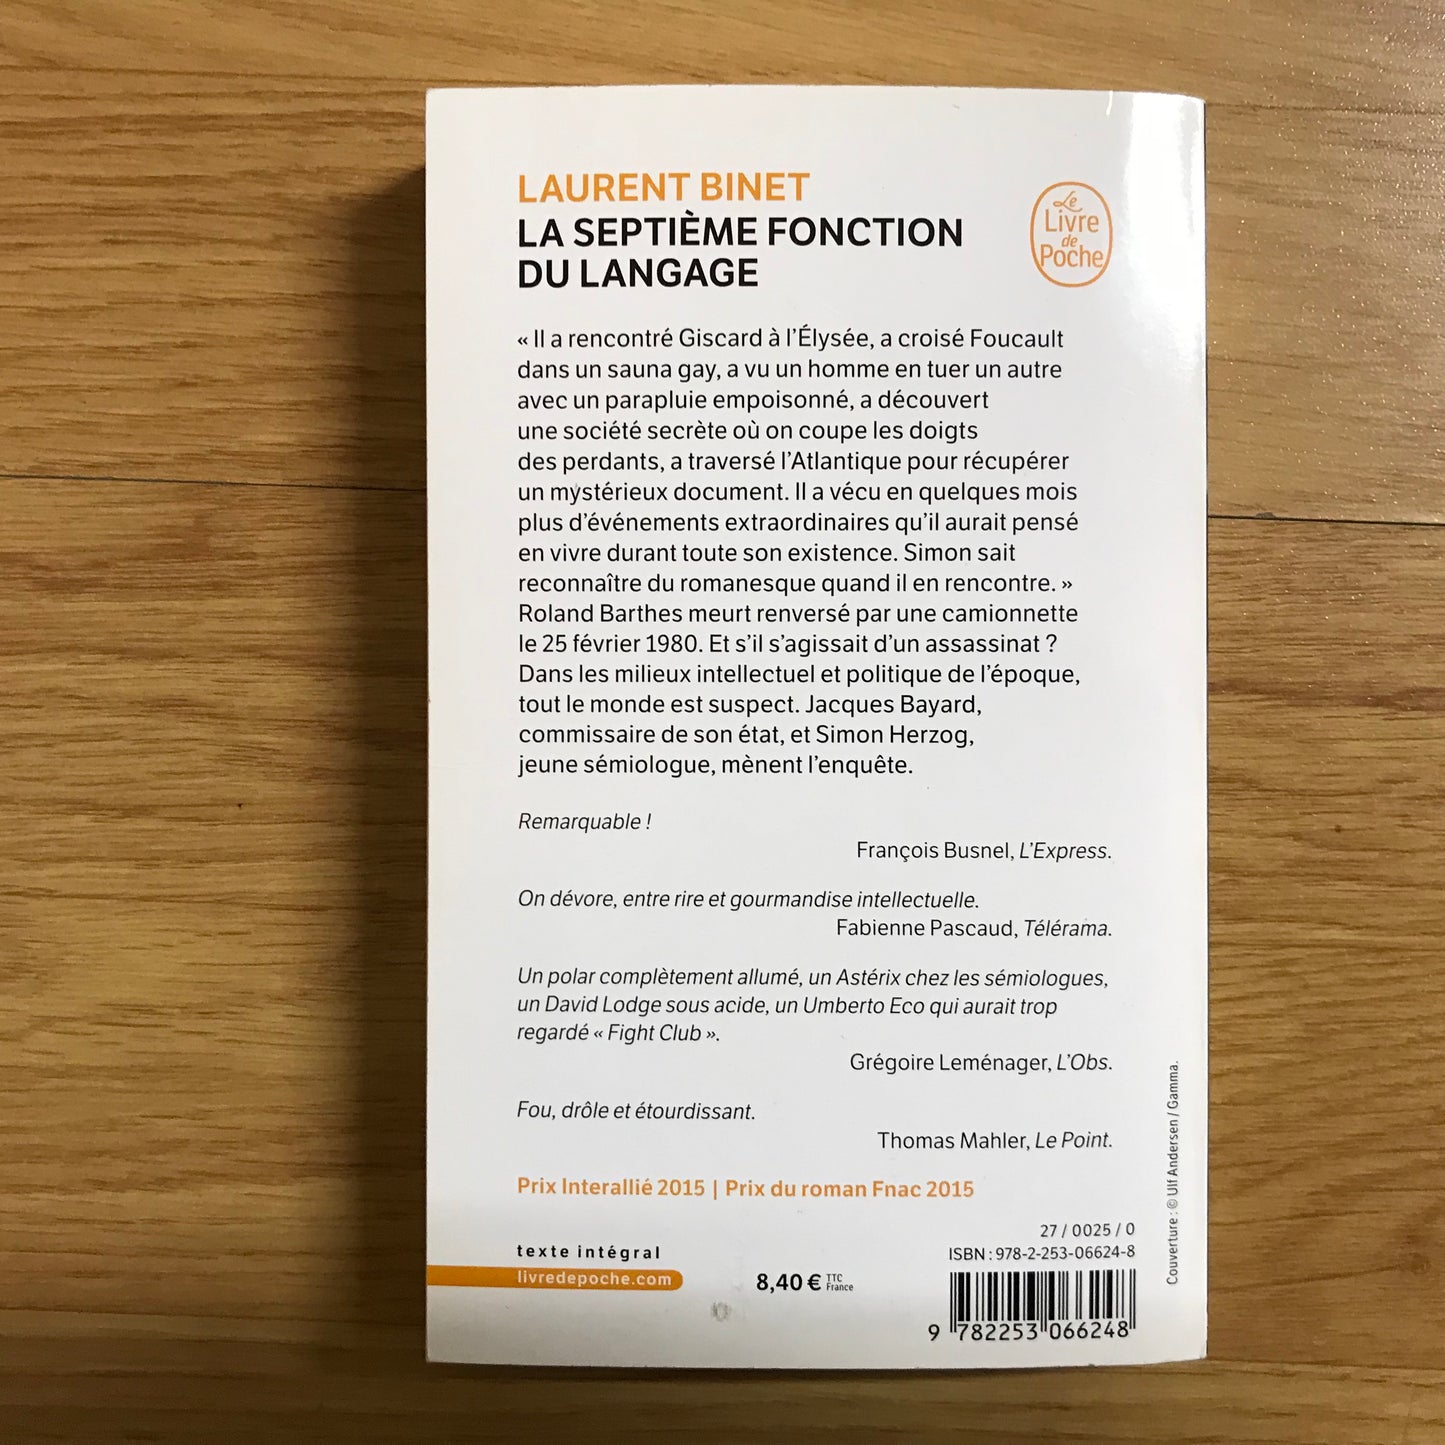 LAURENT BINET
LA SEPTIÈME FONCTION
DU LANGAGE
Le
Livre
de
Poche
« Il a rencontré Giscard à l'Élysée, a croisé Foucault
dans un sauna gay, a vu un homme en tuer un autre
avec un parapluie empoisonné, a découvert
une société secrète où on coupe les doigts
des perdants, a traversé l'Atlantique pour récupérer
un mystérieux document. Il a vécu en quelques mois
plus d'événements extraordinaires qu'il aurait pensé
en vivre durant toute son existence. Simon sait
reconnaître du romanesque quand il en rencontre. »
Roland Barthes meurt renversé par une camionnette
le 25 février 1980. Et s'il s'agissait d'un assassinat ?
Dans les milieux intellectuel et politique de l'époque,
tout le monde est suspect. Jacques Bayard,
commissaire de son état, et Simon Herzog,
jeune sémiologue, mènent l'enquête.
Remarquable !
François Busnel, L'Express.
On dévore, entre rire et gourmandise intellectuelle.
Fabienne Pascaud, Télérama.
Un polar complètement allumé, un Astérix chez les sémiologues,
un David Lodge sous acide, un Umberto Eco qui aurait trop
regardé « Fight Club ».
Grégoire Leménager, L'Obs.
Fou, drôle et étourdissant.
Thomas Mahler, Le Point.
Prix Interallié 2015 | Prix du roman Fnac 2015
texte intégral
livredepoche.com
8,40 € TTC
France
27 / 0025 / 0
ISBN : 978-2-253-06624-8
9 782253 066248
Couverture : © Ulf Andersen / Gamma.